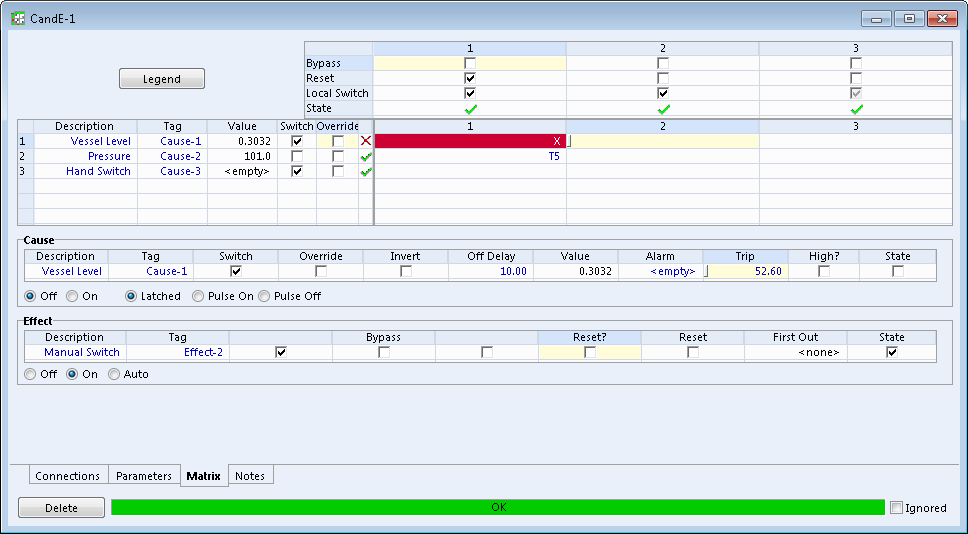 CandE-1
1 2 3
Bypass
Legend
Reset
Local Switch
State
Description Tag Value Switch Override 1 2 3
1 Vessel Level Cause-1 0.3032 X
2 Pressure Cause-2 101.0 T5
3 Hand Switch Cause-3 <empty>
Cause
Description Tag Switch Override Invert Off Delay Value Alarm Trip High? State
Vessel Level Cause-1 10.00 0.3032 <empty> 52.60
Off On Latched Pulse On Pulse Off
Effect
Description Tag Bypass Reset? Reset First Out State
Manual Switch Effect-2 <none>
Off On Auto
Connections Parameters Matrix Notes
Delete OK Ignored